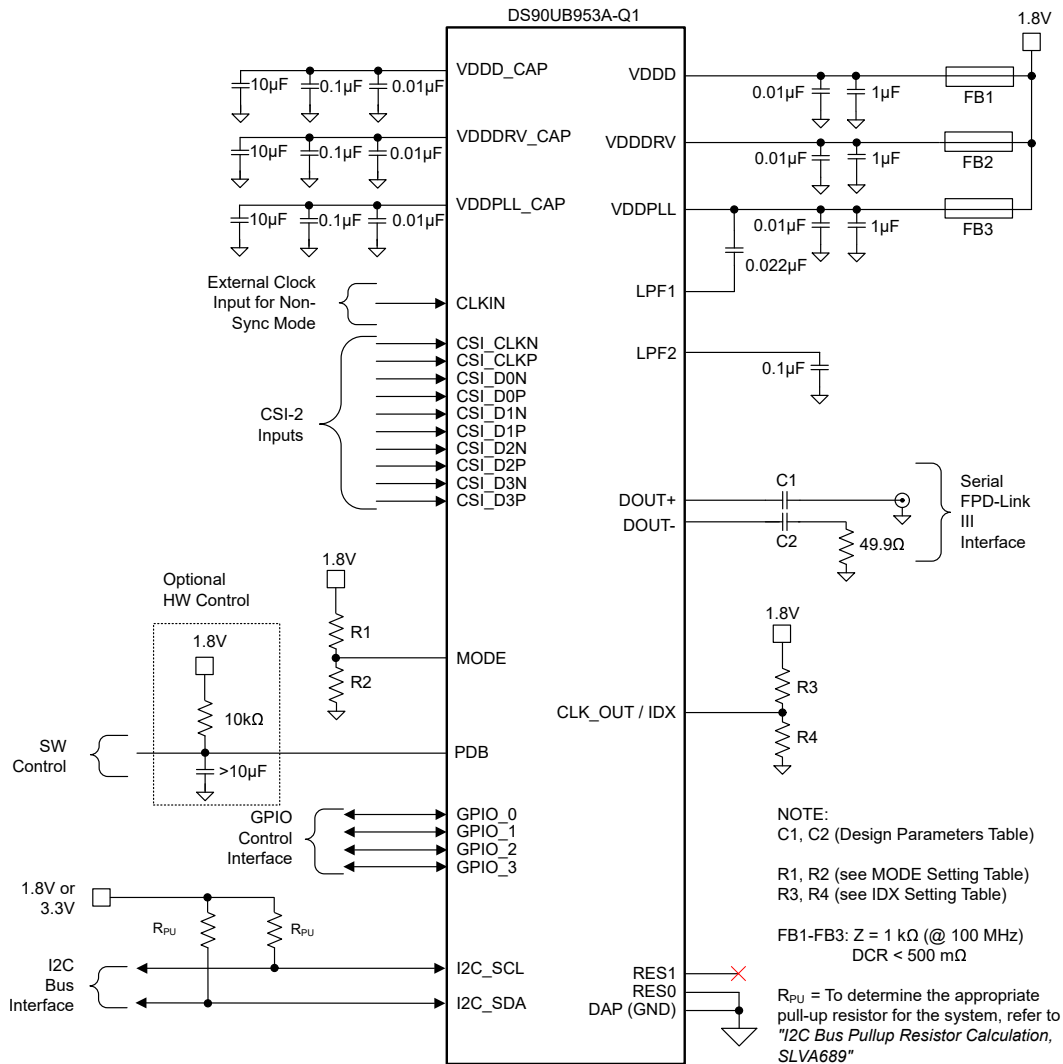 DS90UB953A-Q1
1.8V
VDDD_CAP
10µF
0.1µF
0.01µF
VDDDRV_CAP
10µF
0.1µF
0.01µF
VDDPLL_CAP
10µF
0.1µF
0.01µF
VDDD
0.01µF
1µF
FB1
VDDDRV
0.01µF
1µF
FB2
VDDPLL
0.01µF
1µF
FB3
0.022µF
LPF1
LPF2
0.1µF
External Clock
Input for Non-
Sync Mode
CLKIN
CSI-2
Inputs
CSI_CLKN
CSI_CLKP
CSI_D0N
CSI_D0P
CSI_D1N
CSI_D1P
CSI_D2N
CSI_D2P
CSI_D3N
CSI_D3P
DOUT+
DOUT-
C1
C2
49.9Ω
Serial
FPD-Link
III
Interface
1.8V
R1
R2
MODE
Optional
HW Control
1.8V
10kΩ
>10µF
SW
Control
PDB
1.8V
R3
R4
CLK_OUT / IDX
GPIO
Control
Interface
GPIO_0
GPIO_1
GPIO_2
GPIO_3
1.8V or
3.3V
RPU
RPU
I2C
Bus
Interface
I2C_SCL
I2C_SDA
RES1
RES0
DAP (GND)
NOTE:
C1, C2 (Design Parameters Table)
R1, R2 (see MODE Setting Table)
R3, R4 (see IDX Setting Table)
FB1-FB3: Z = 1 kΩ (@ 100 MHz)
DCR < 500 mΩ
RPU = To determine the appropriate
pull-up resistor for the system, refer to
"I2C Bus Pullup Resistor Calculation,
SLVA689"